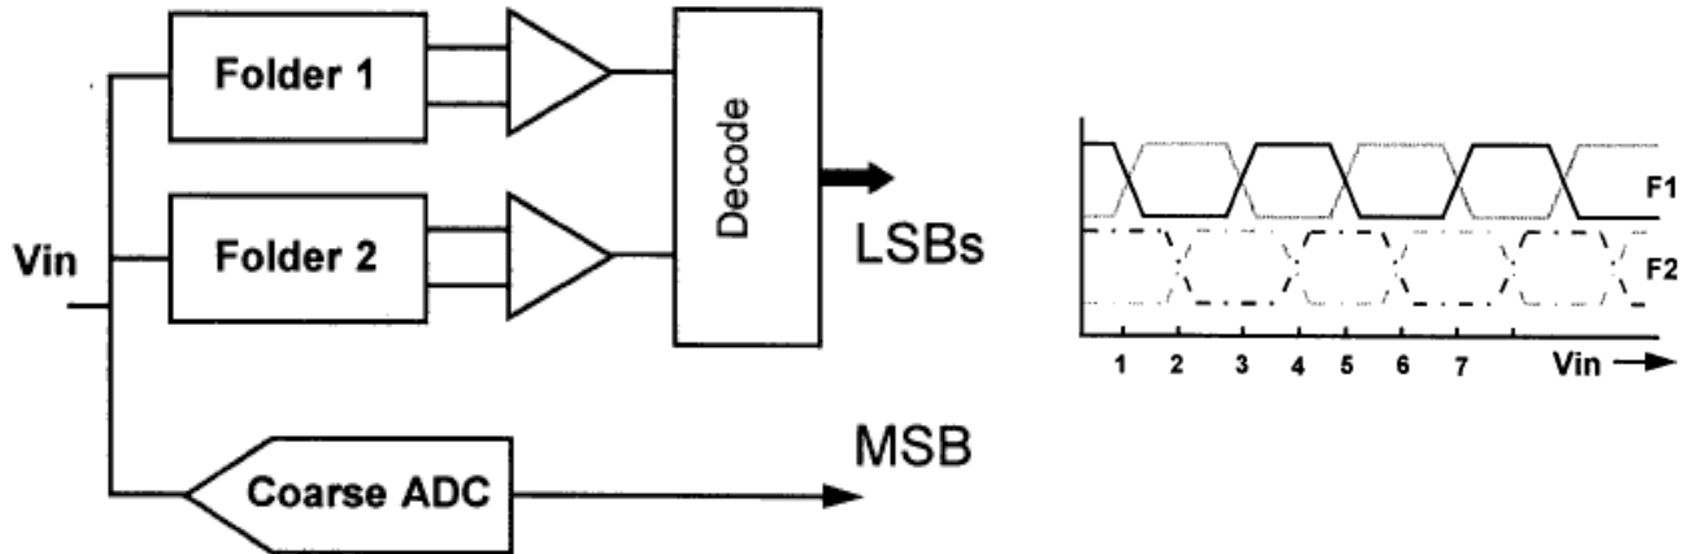 Folder 1
Folder 2
Decode
Vin
LSBs
MSB
Coarse ADC
F1
F2
1 2 3 4 5 6 7 Vin